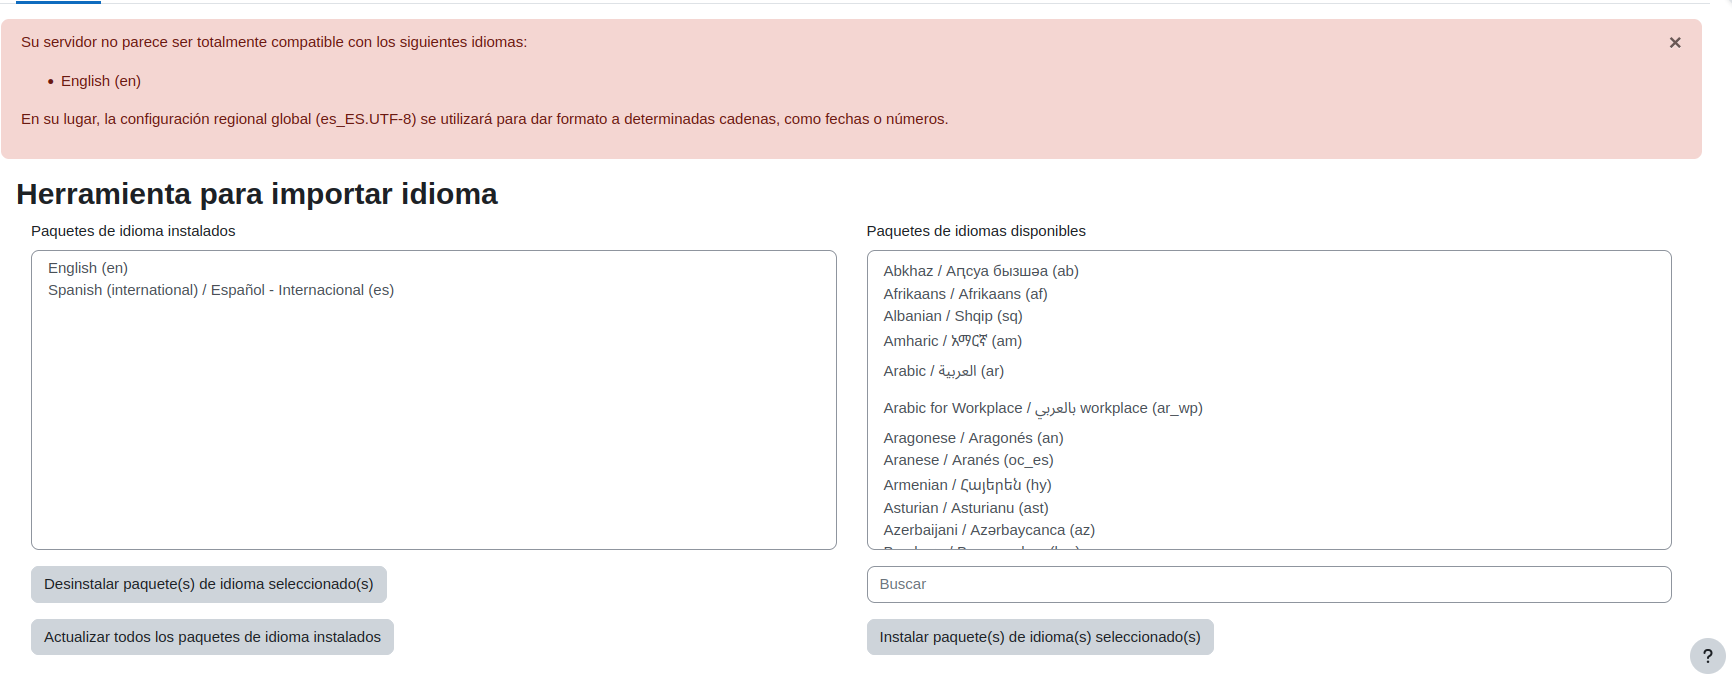 Su servidor no parece ser totalmente compatible con los siguientes idiomas:
×
• English (en)
En su lugar, la configuración regional global (es_ES.UTF-8) se utilizará para dar formato a determinadas cadenas, como fechas o números.
Herramienta para importar idioma
Paquetes de idioma instalados
English (en)
Spanish (international) / Español - Internacional (es)
Desinstalar paquete(s) de idioma seleccionado(s)
Actualizar todos los paquetes de idioma instalados
Paquetes de idiomas disponibles
Abkhaz / Аҧсуа бызшәа (ab)
Afrikaans / Afrikaans (af)
Albanian / Shqip (sq)
Amharic / አማርኛ (am)
Arabic / العربية (ar)
Arabic for Workplace / بالعربي workplace (ar_wp)
Aragonese / Aragonés (an)
Aranese / Aranés (oc_es)
Armenian / Հայերեն (hy)
Asturian / Asturianu (ast)
Azerbaijani / Azərbaycanca (az)
Buscar
Instalar paquete(s) de idioma(s) seleccionado(s)
?